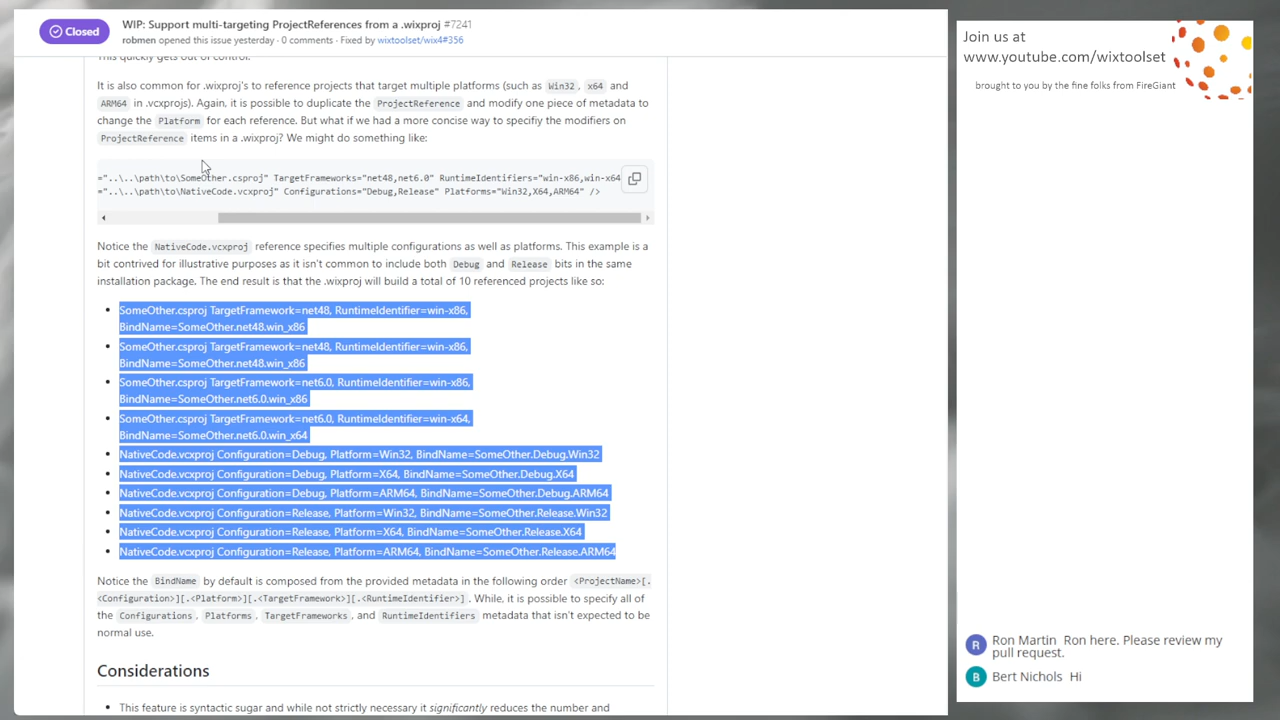 Closed
WIP: Support multi-targeting ProjectReferences from a .wixproj #7241
robmen opened this issue yesterday · 0 comments · Fixed by wixtoolset/wix4#356
This quickly gets out of control.
It is also common for .wixproj's to reference projects that target multiple platforms (such as Win32, x64 and
ARM64 in .vcxprojs). Again, it is possible to duplicate the ProjectReference and modify one piece of metadata to
change the Platform for each reference. But what if we had a more concise way to specifiy the modifiers on
ProjectReference items in a .wixproj? We might do something like:
="..\..\path\to\SomeOther.csproj" TargetFrameworks="net48,net6.0" RuntimeIdentifiers="win-x86,win-x64
="..\..\path\to\NativeCode.vcxproj" Configurations="Debug,Release" Platforms="Win32,X64,ARM64" />
Notice the NativeCode.vcxproj reference specifies multiple configurations as well as platforms. This example is a
bit contrived for illustrative purposes as it isn't common to include both Debug and Release bits in the same
installation package. The end result is that the .wixproj will build a total of 10 referenced projects like so:
• SomeOther.csproj TargetFramework=net48, RuntimeIdentifier=win-x86,
BindName=SomeOther.net48.win_x86
• SomeOther.csproj TargetFramework=net48, RuntimeIdentifier=win-x86,
BindName=SomeOther.net48.win_x86
• SomeOther.csproj TargetFramework=net6.0, RuntimeIdentifier=win-x86,
BindName=SomeOther.net6.0.win_x86
• SomeOther.csproj TargetFramework=net6.0, RuntimeIdentifier=win-x64,
BindName=SomeOther.net6.0.win_x64
• NativeCode.vcxproj Configuration=Debug, Platform=Win32, BindName=SomeOther.Debug.Win32
• NativeCode.vcxproj Configuration=Debug, Platform=X64, BindName=SomeOther.Debug.X64
• NativeCode.vcxproj Configuration=Debug, Platform=ARM64, BindName=SomeOther.Debug.ARM64
• NativeCode.vcxproj Configuration=Release, Platform=Win32, BindName=SomeOther.Release.Win32
• NativeCode.vcxproj Configuration=Release, Platform=X64, BindName=SomeOther.Release.X64
• NativeCode.vcxproj Configuration=Release, Platform=ARM64, BindName=SomeOther.Release.ARM64
Notice the BindName by default is composed from the provided metadata in the following order <ProjectName>[.
<Configuration>][.<Platform>][.<TargetFramework>][.<RuntimeIdentifier>]. While, it is possible to specify all of
the Configurations, Platforms, TargetFrameworks, and RuntimeIdentifiers metadata that isn't expected to be
normal use.
Considerations
• This feature is syntactic sugar and while not strictly necessary it significantly reduces the number and
Join us at
www.youtube.com/wixtoolset
brought to you by the fine folks from FireGiant
R Ron Martin Ron here. Please review my
pull request.
B Bert Nichols Hi